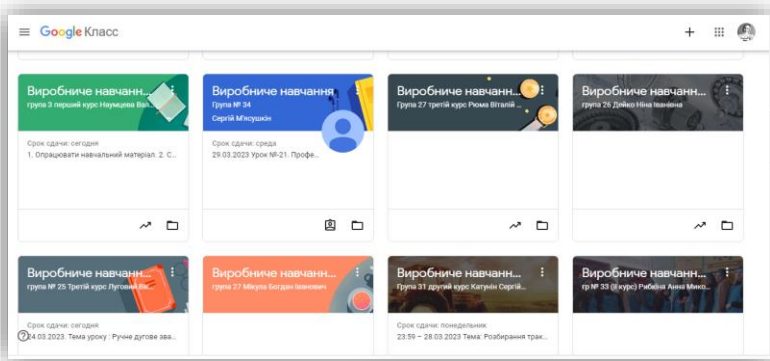 Google Класс
Виробниче навчанн...
група 3 перший курс Наумцева Вал...
Срок сдачи: сегодня
1. Опрацювати навчальний матеріал. 2. С...
Виробниче навчання
Група № 34
Сергій М'ясушкін
Срок сдачи: среда
29.03.2023 Урок №-21. Профе...
Виробниче навчанн...
Група 27 третій курс Рюма Віталій ...
Виробниче навчанн...
група 26 Дейко Ніна Іванівна
Виробниче навчанн...
Група № 25 Третій курс Луговий
Срок сдачи: сегодня
24.03.2023. Тема уроку : Ручне дугове зва...
Виробниче навчанн...
група 27 Мікула Богдан Іванович
Виробниче навчанн...
Група 31 другий курс Катунін Сергій...
Срок сдачи: понедельник
23:59 – 28.03.2023 Тема: Розбирання трак...
Виробниче навчанн...
гр № 33 (ІІ курс) Рибкіна Анна Мико...